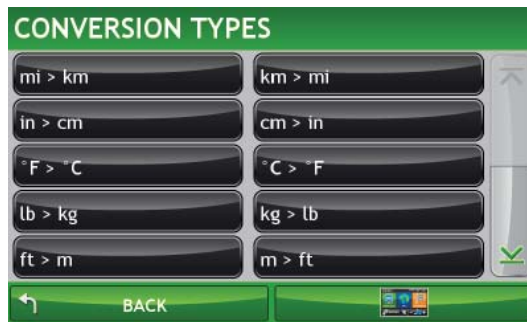 CONVERSION TYPES
mi > km
km > mi
in > cm
cm > in
°F > °C
°C > °F
lb > kg
kg > lb
ft > m
m > ft
BACK